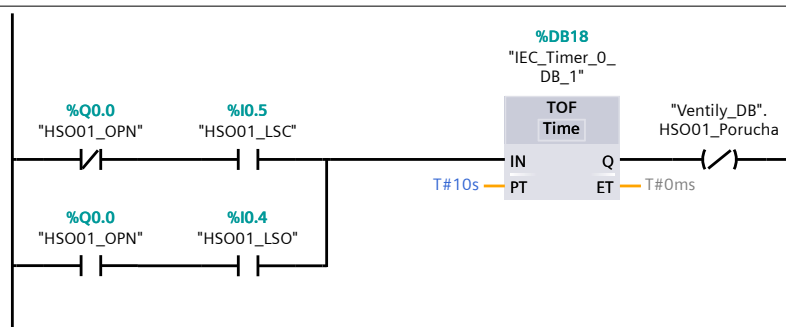 %DB18
"IEC_Timer_0_
DB_1"
%Q0.0
"HSO01_OPN"
%I0.5
"HSO01_LSC"
TOF
Time
"Ventily_DB".
HSO01_Porucha
IN
Q
T#10s
PT
ET
T#0ms
%Q0.0
"HSO01_OPN"
%I0.4
"HSO01_LSO"